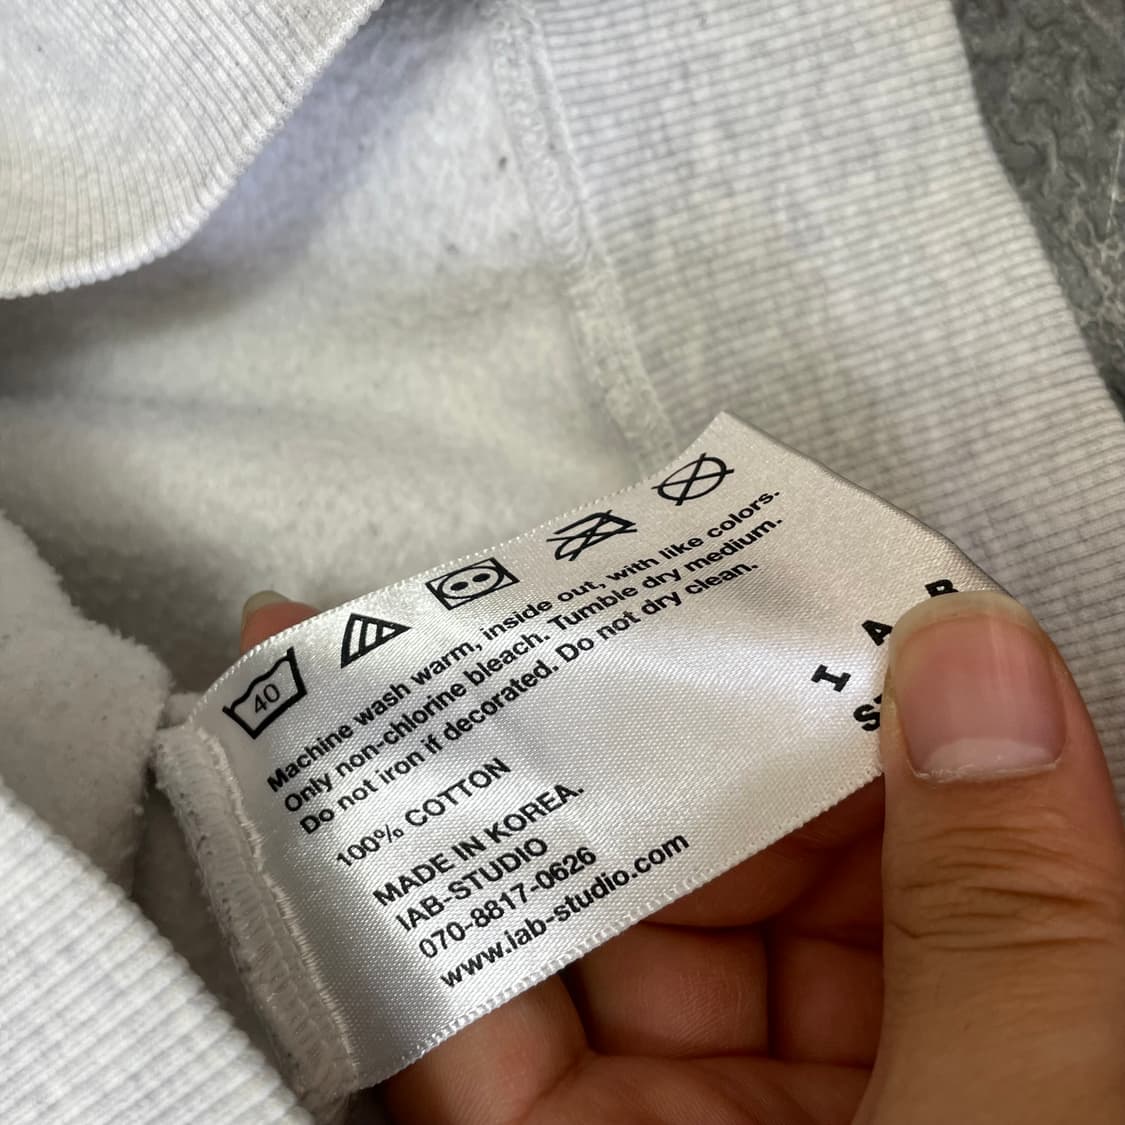 40
Machine wash warm, inside out, with like colors.
Only non-chlorine bleach. Tumble dry medium.
Do not iron if decorated. Do not dry clean.
100% COTTON
MADE IN KOREA.
IAB-STUDIO
070-8817-0626
www.iab-studio.com
I A B